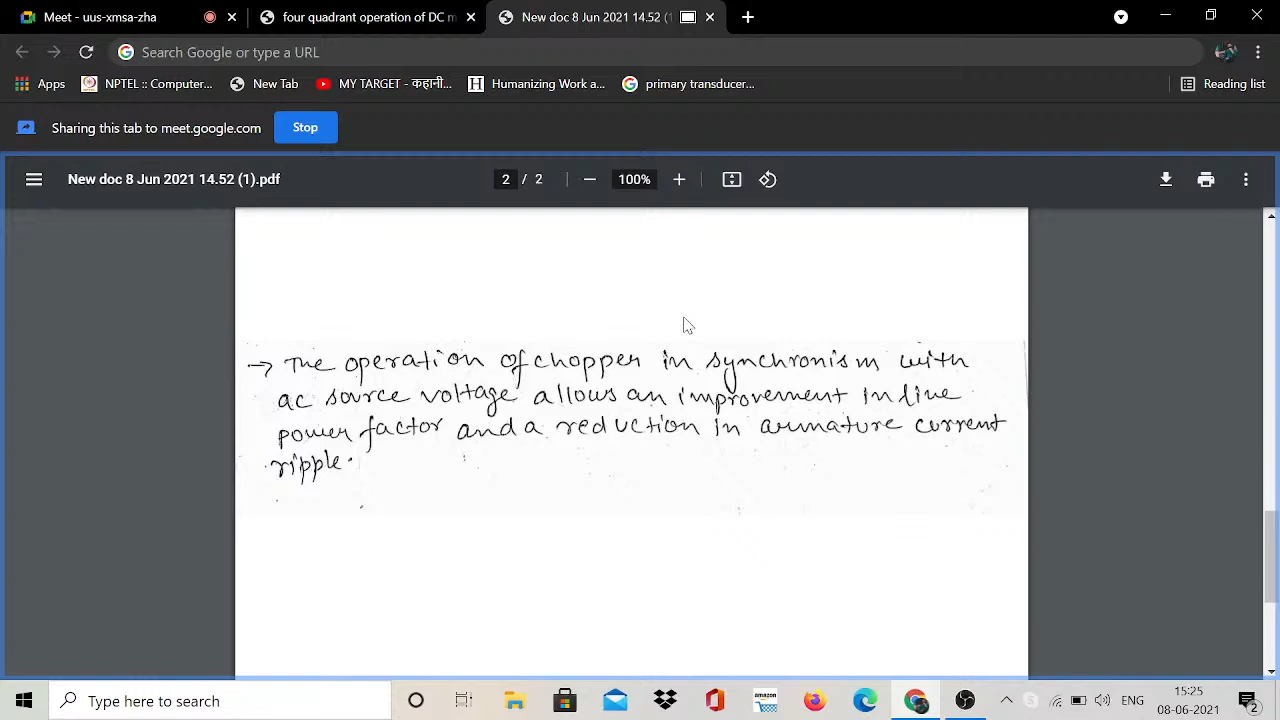 Meet - uus-xmsa-zha
four quadrant operation of DC m
New doc 8 Jun 2021 14.52 (1
Search Google or type a URL
Apps
NPTEL :: Computer...
New Tab
MY TARGET - कहानी...
Humanizing Work a...
primary transducer...
Reading list
Sharing this tab to meet.google.com
Stop
New doc 8 Jun 2021 14.52 (1).pdf
2 / 2
100%
→ The operation of chopper in synchronism with
ac source voltage allows an improvement in line
power factor and a reduction in armature current
ripple.
Type here to search
amazon
ENG
15:25
08-06-2021
2